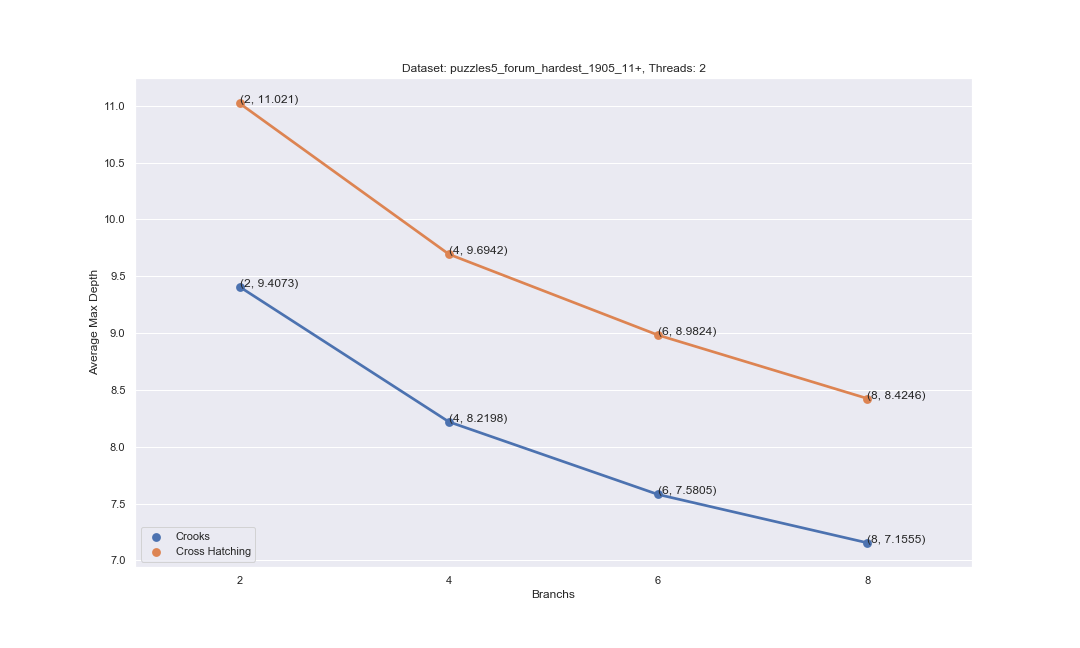 Dataset: puzzles5_forum_hardest_1905_11+, Threads: 2
Average Max Depth
11.0
10.5
10.0
9.5
9.0
8.5
8.0
7.5
7.0
(2, 11.021)
(4, 9.6942)
(2, 9.4073)
(6, 8.9824)
(8, 8.4246)
(4, 8.2198)
(6, 7.5805)
(8, 7.1555)
Crooks
Cross Hatching
2 4 6 8
Branchs